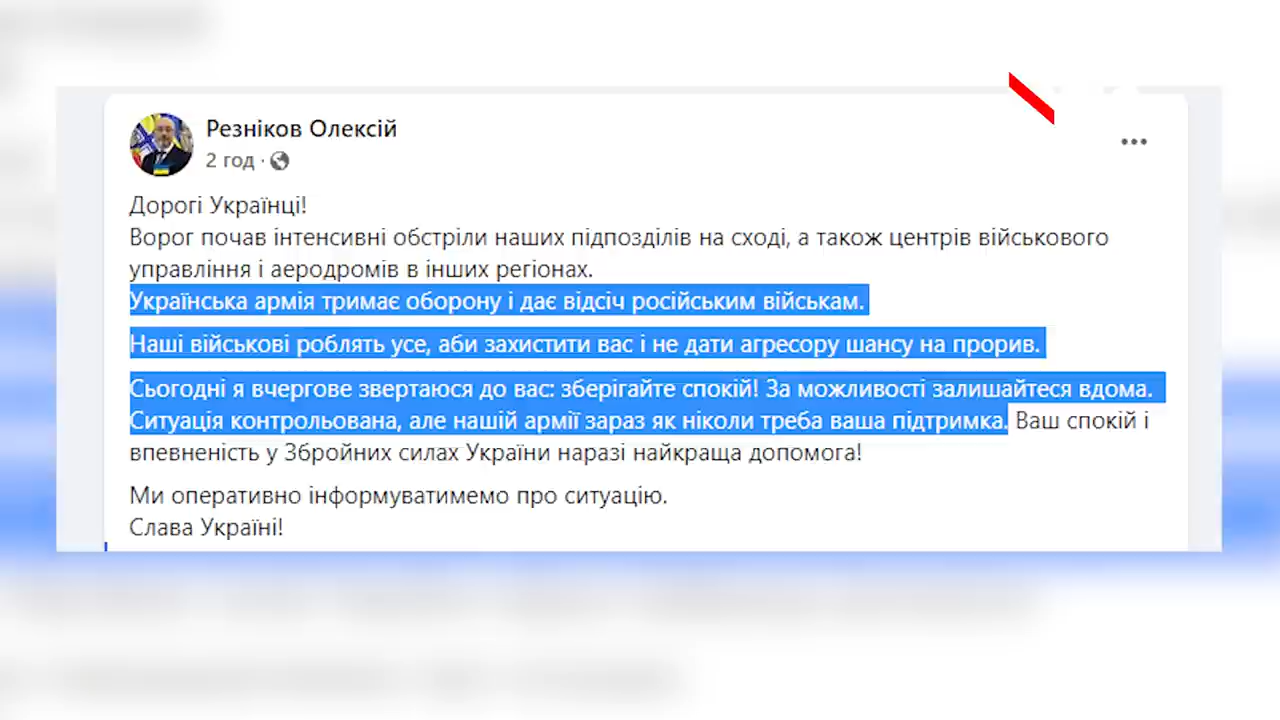 Резніков Олексій
2 год ·
Дорогі Українці!
Ворог почав інтенсивні обстріли наших підпозділів на сході, а також центрів військового
управління і аеродромів в інших регіонах.
Українська армія тримає оборону і дає відсіч російським військам.
Наші військові роблять усе, аби захистити вас і не дати агресору шансу на прорив.
Сьогодні я вчергове звертаюся до вас: зберігайте спокій! За можливості залишайтеся вдома.
Ситуація контрольована, але нашій армії зараз як ніколи треба ваша підтримка. Ваш спокій і
впевненість у Збройних силах України наразі найкраща допомога!
Ми оперативно інформуватимемо про ситуацію.
Слава Україні!